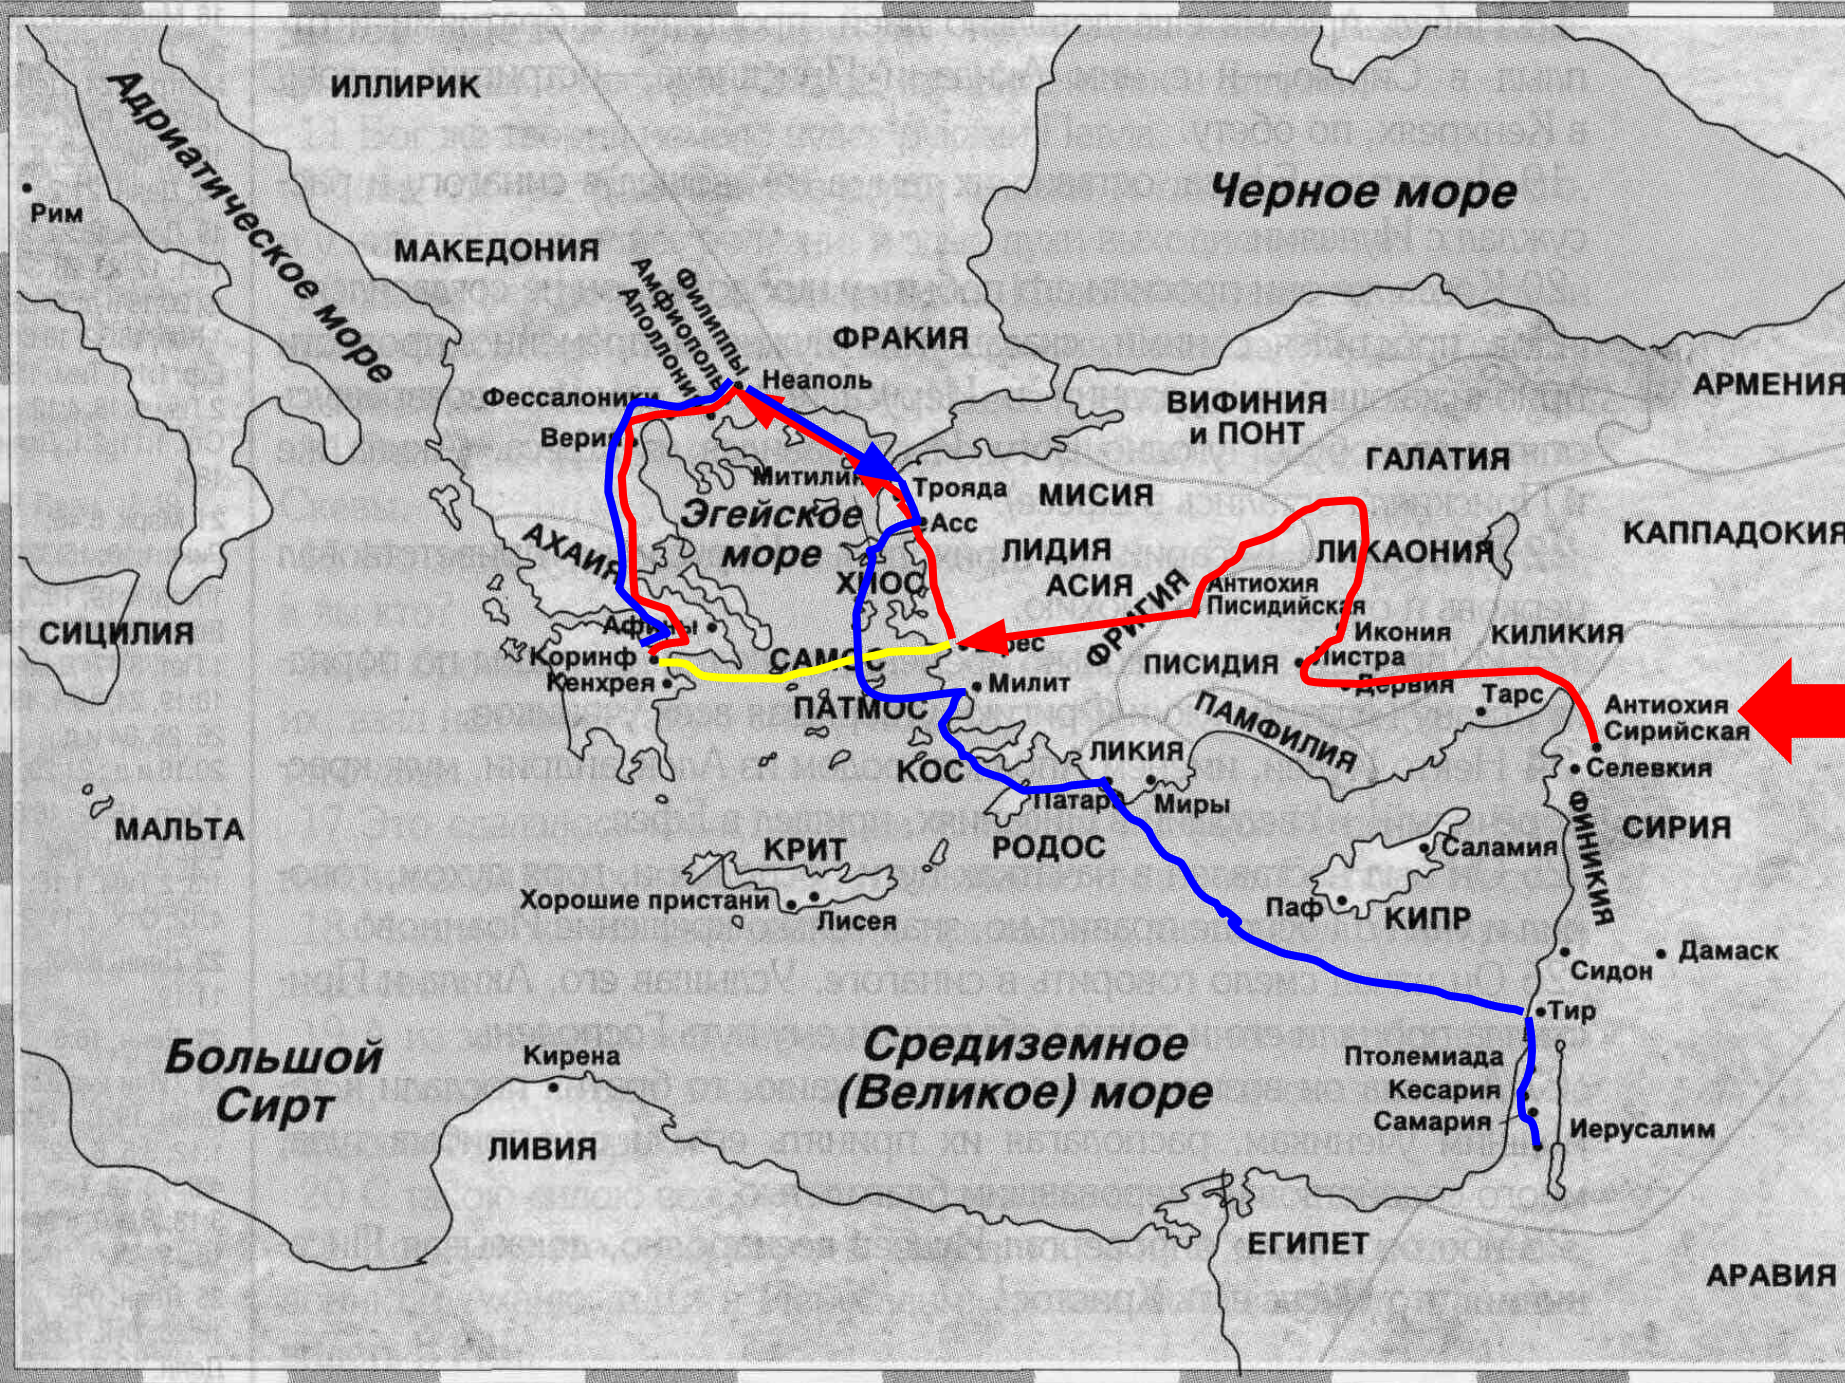 ИЛЛИРИК
Адриатическое море
Черное море
Рим
МАКЕДОНИЯ
Филиппы
Амфиополь
Аполлония
ФРАКИЯ
Неаполь
АРМЕНИЯ
Фессалоники
ВИФИНИЯ
и ПОНТ
Верия
ГАЛАТИЯ
Митилин
Трояда
МИСИЯ
Эгейское
море
Асс
КАППАДОКИЯ
АХАИЯ
ЛИДИЯ
ЛИКАОНИЯ
АСИЯ
ХИОС
ФРИГИЯ
Антиохия
Писидийская
СИЦИЛИЯ
Афины
Икония
КИЛИКИЯ
Коринф
САМОС
Листра
ПИСИДИЯ
Кенхрея
Милит
Дервия
Тарс
ПАТМОС
ПАМФИЛИЯ
Антиохия
Сирийская
ЛИКИЯ
КОС
Селевкия
Патара
Миры
ФИНИКИЯ
МАЛЬТА
СИРИЯ
КРИТ
РОДОС
Саламия
Хорошие пристани
Лисея
Паф
КИПР
Дамаск
Сидон
Тир
Большой
Сирт
Кирена
Средиземное
(Великое) море
Птолемиада
Кесария
Самария
Иерусалим
ЛИВИЯ
ЕГИПЕТ
АРАВИЯ